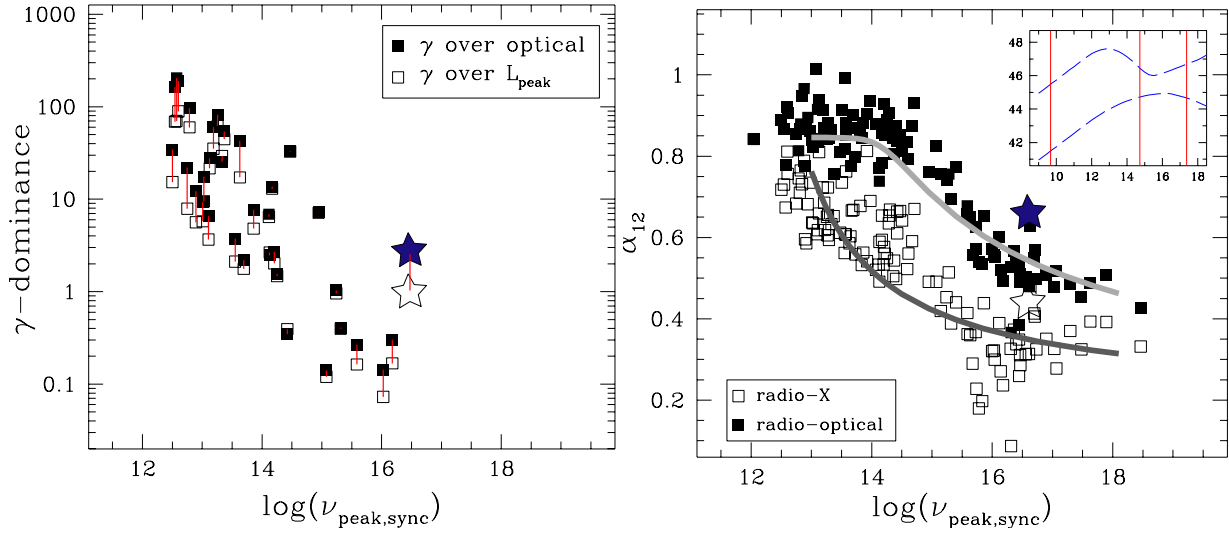 1000
100
10
1
0.1
γ-dominance
γ over optical
γ over L_peak
12 14 16 18
log(ν_peak,sync)
1
0.8
0.6
0.4
0.2
α_12
48
46
44
42
10 12 14 16 18
radio-X
radio-optical
12 14 16 18
log(ν_peak,sync)